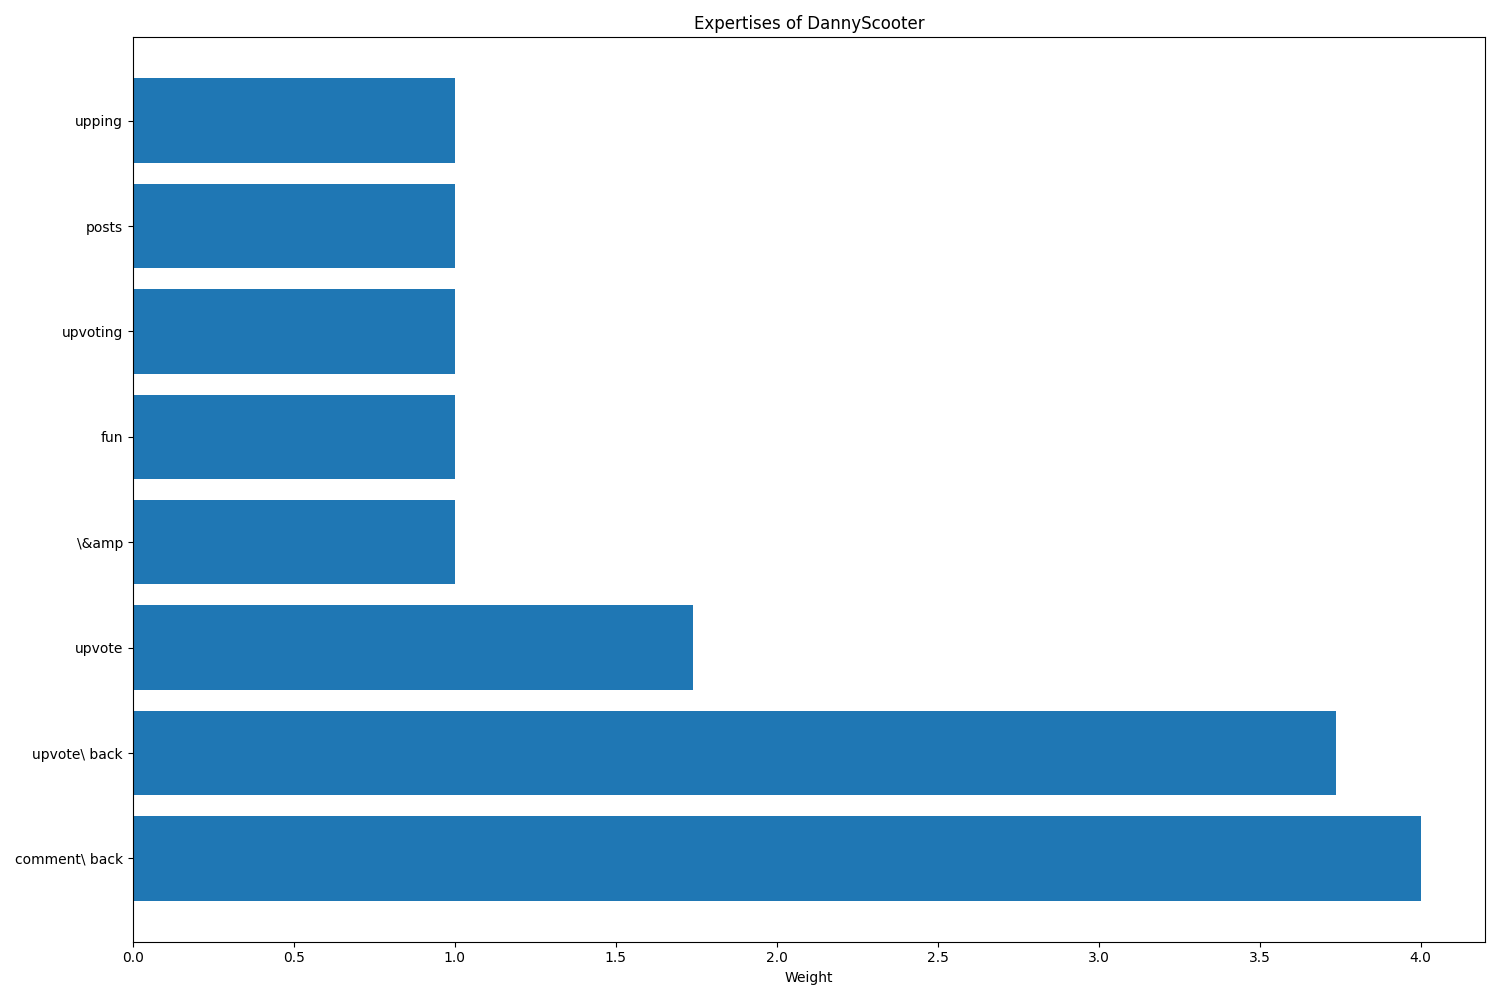 Expertises of DannyScooter
upping
posts
upvoting
fun
\&amp
upvote
upvote\ back
comment\ back
0.0 0.5 1.0 1.5 2.0 2.5 3.0 3.5 4.0
Weight